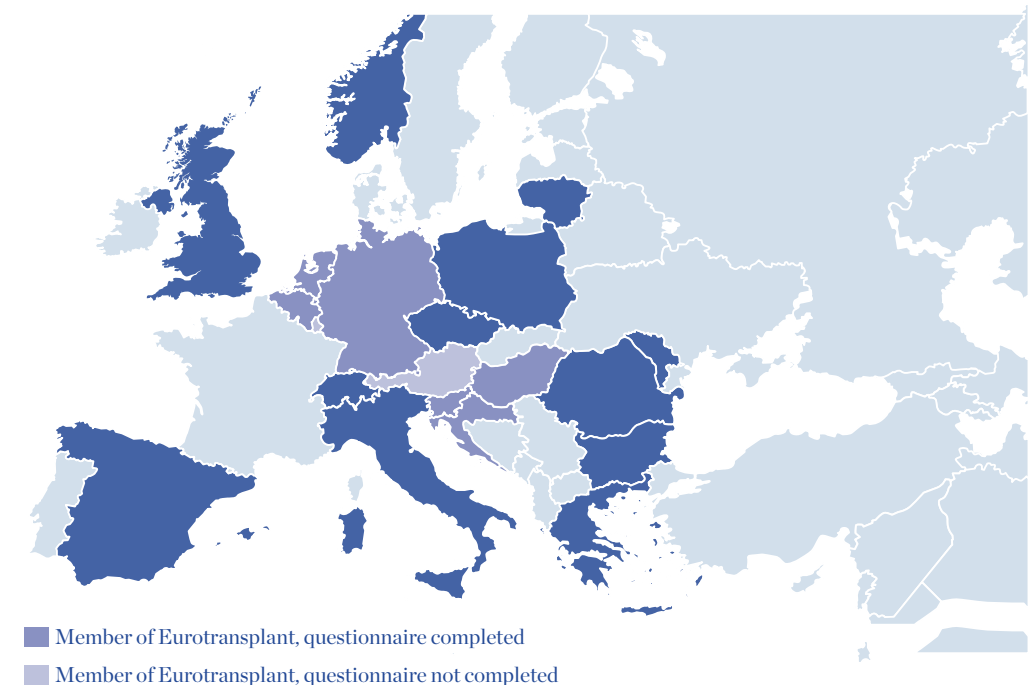 Member of Eurotransplant, questionnaire completed
Member of Eurotransplant, questionnaire not completed